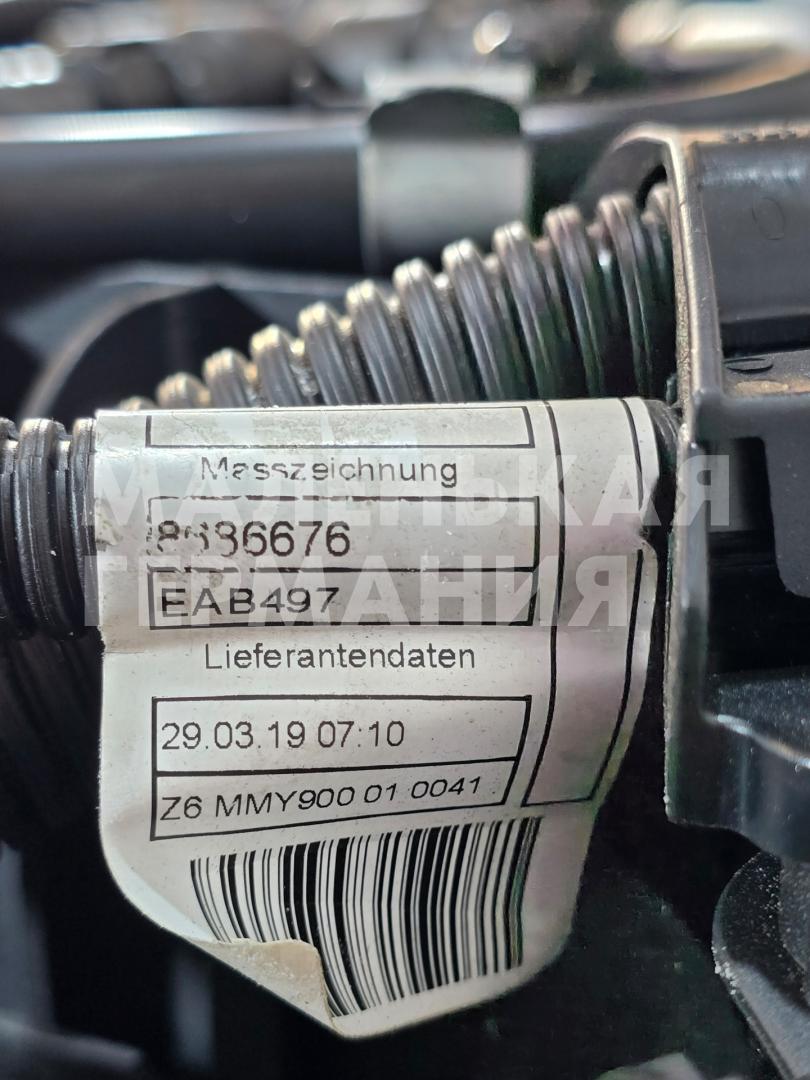 Masszeichnung
8686676
EAB497
Lieferantendaten
29.03.19 07:10
Z6 MMY900 01 0041
МАЛЕНЬКАЯ
ГЕРМАНИЯ